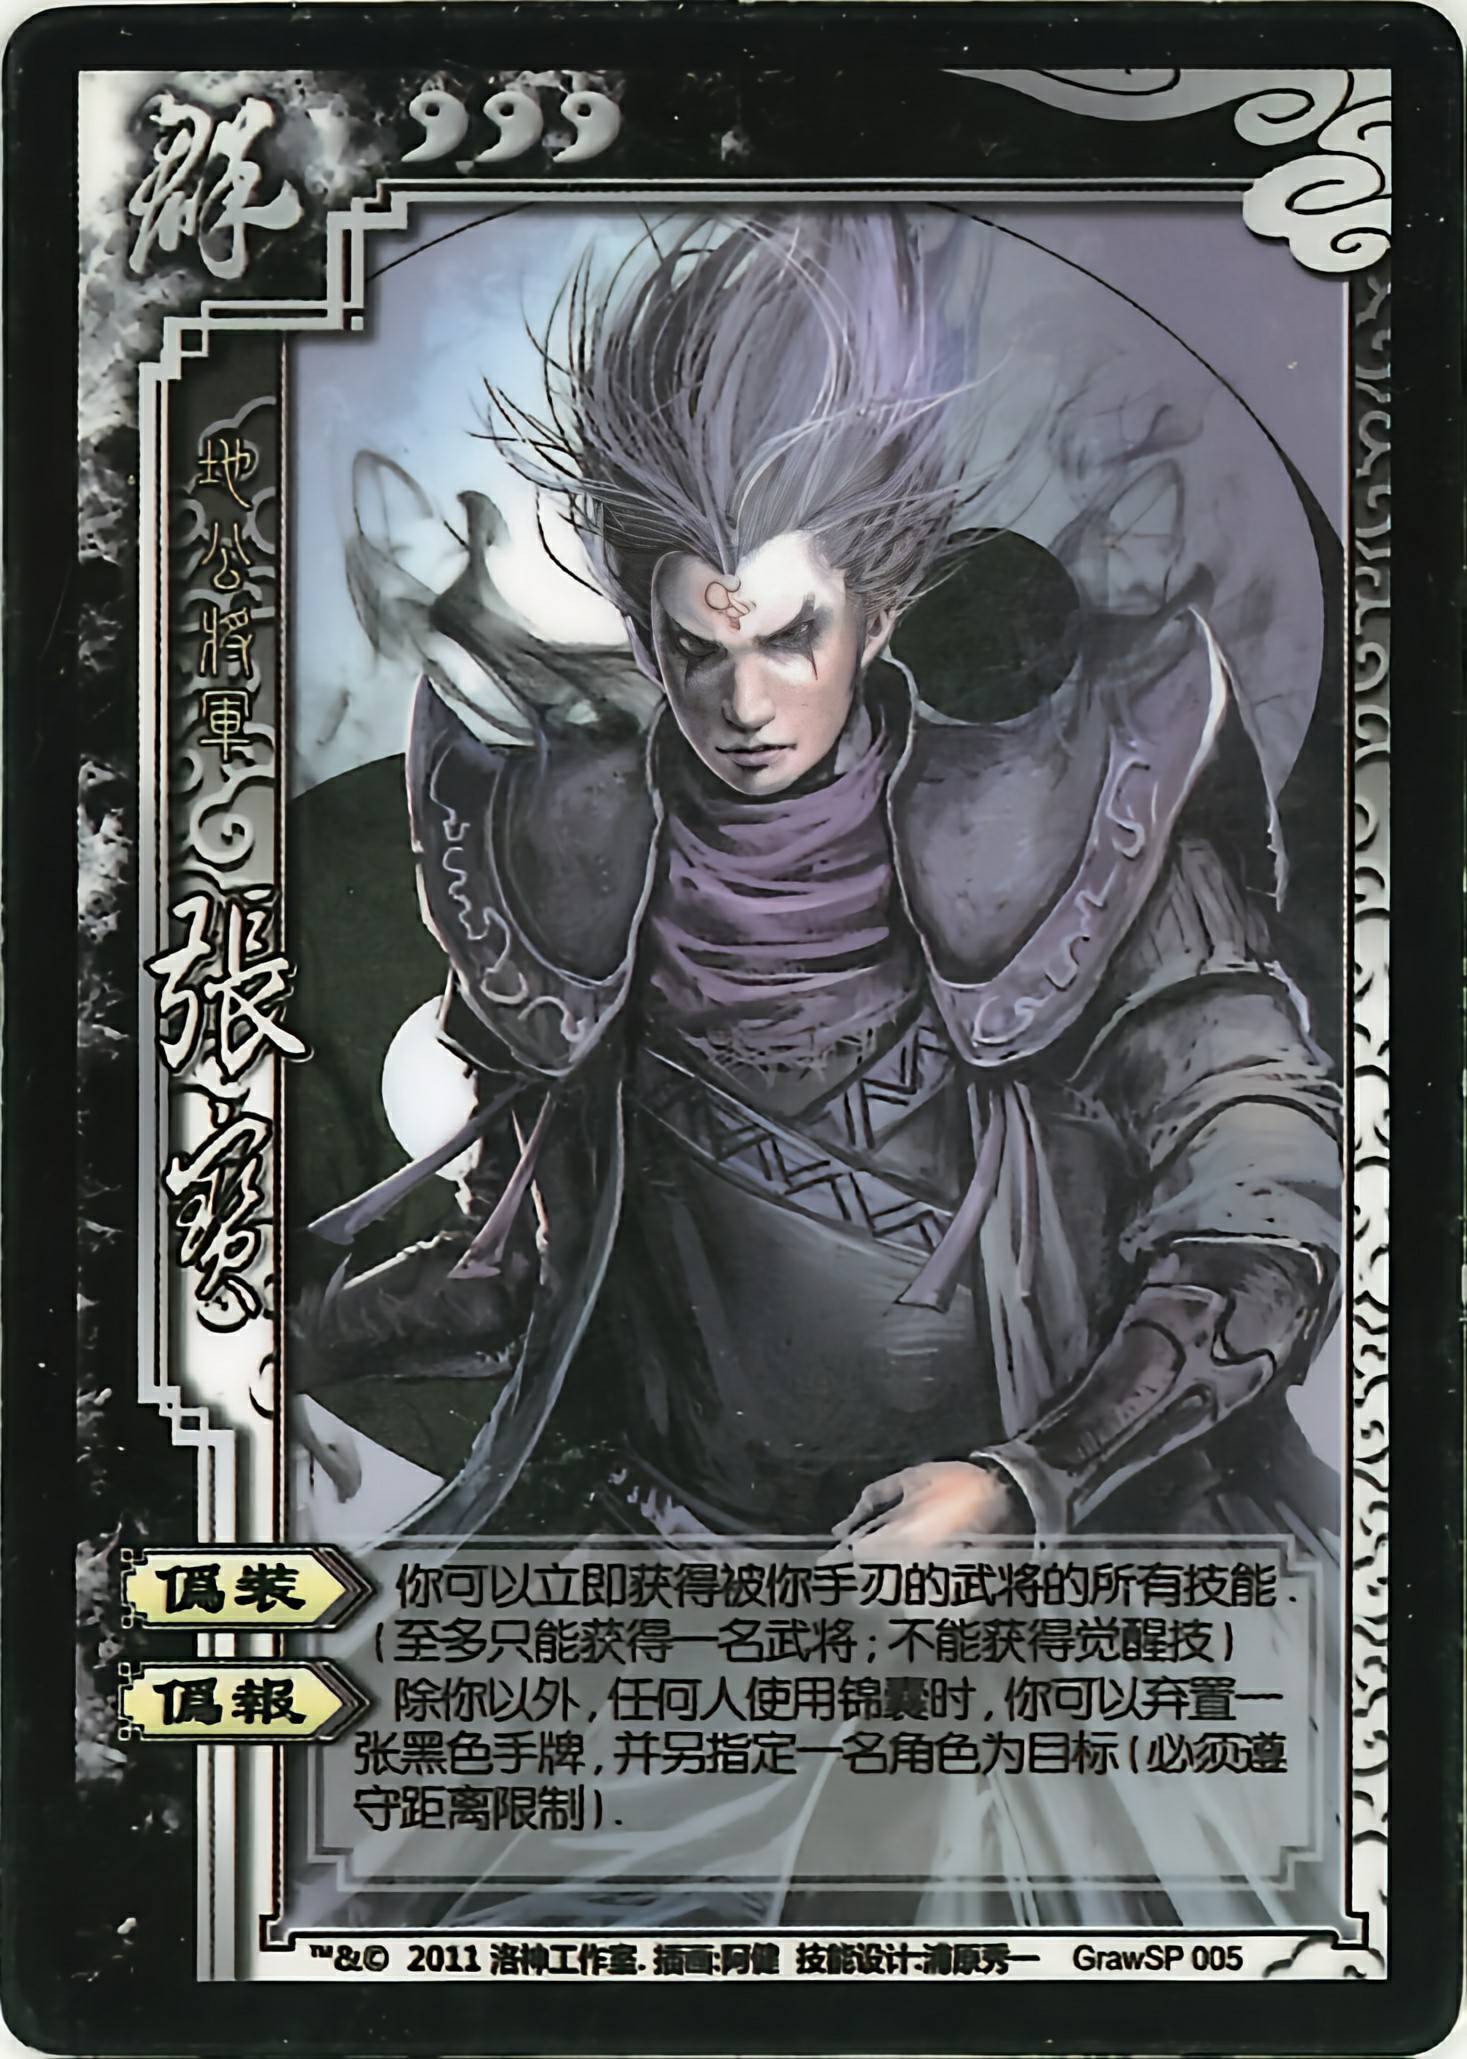 群
地公將軍
張寶
偽裝
你可以立即获得被你手刃的武将的所有技能.
(至多只能获得一名武将;不能获得觉醒技)
偽報
除你以外,任何人使用锦囊时,你可以弃置一
张黑色手牌,并另指定一名角色为目标(必须遵
守距离限制).
™&© 2011 洛神工作室.插画:阿健 技能设计:浦原秀一 GrawSP 005